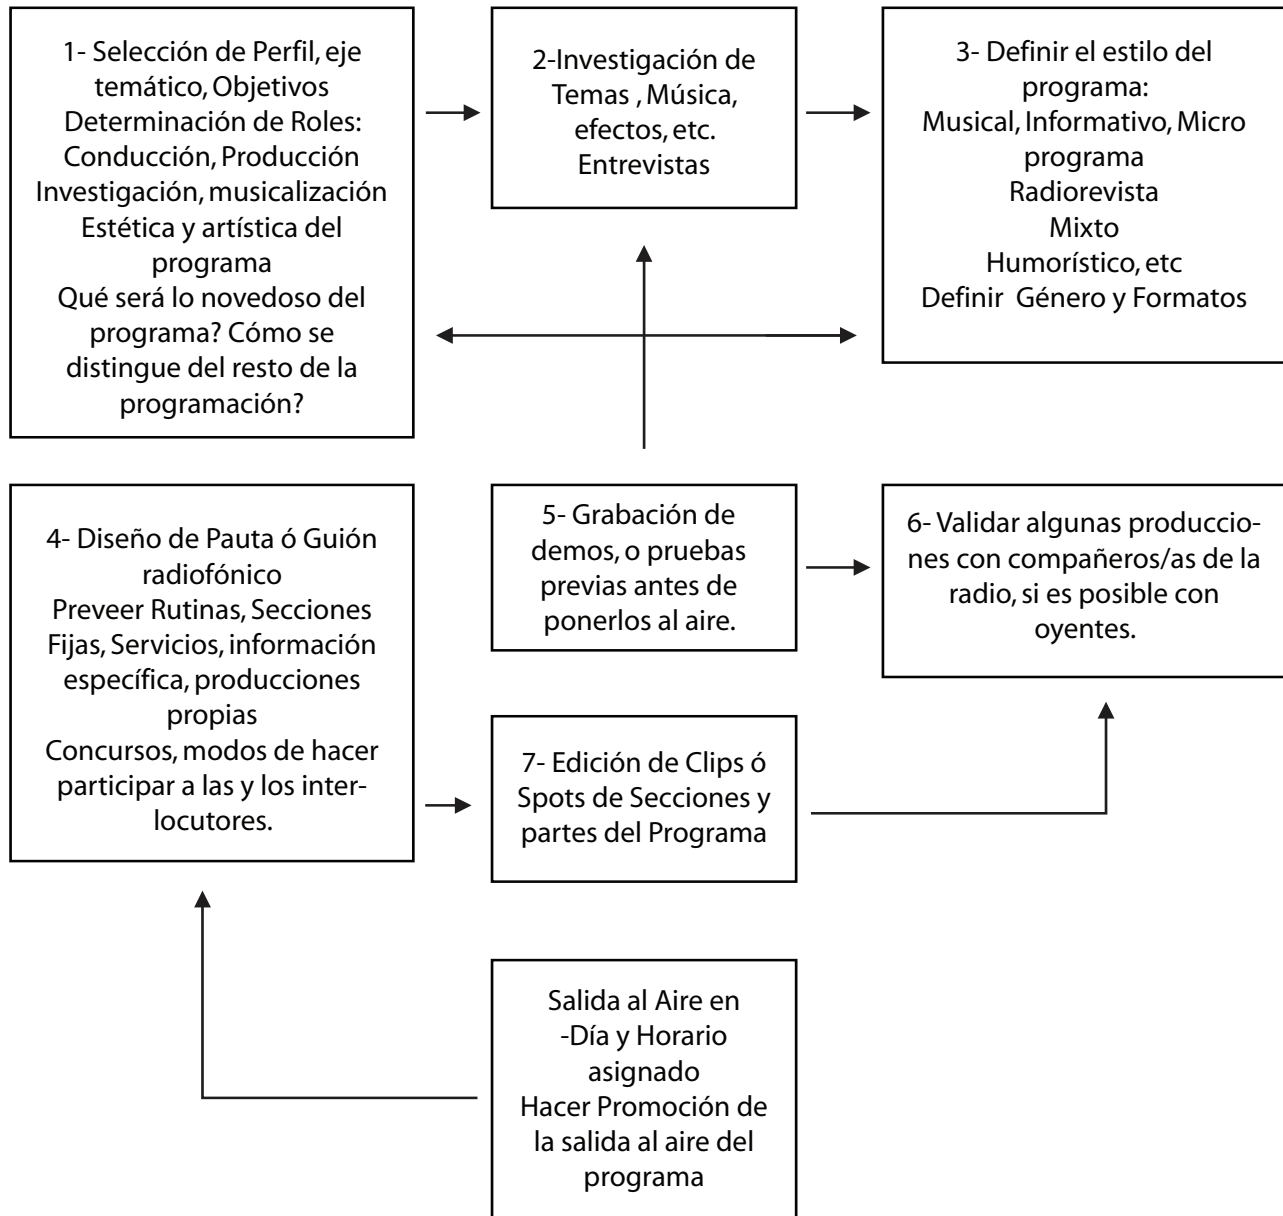 1- Selección de Perfil, eje
temático, Objetivos
Determinación de Roles:
Conducción, Producción
Investigación, musicalización
Estética y artística del
programa
Qué será lo novedoso del
programa? Cómo se
distingue del resto de la
programación?
2-Investigación de
Temas , Música,
efectos, etc.
Entrevistas
3- Definir el estilo del
programa:
Musical, Informativo, Micro
programa
Radiorevista
Mixto
Humorístico, etc
Definir  Género y Formatos
4- Diseño de Pauta ó Guión
radiofónico
Preveer Rutinas, Secciones
Fijas, Servicios, información
específica, producciones
propias
Concursos, modos de hacer
participar a las y los inter-
locutores.
5- Grabación de
demos, o pruebas
previas antes de
ponerlos al aire.
6- Validar algunas produccio-
nes con compañeros/as de la
radio, si es posible con
oyentes.
7- Edición de Clips ó
Spots de Secciones y
partes del Programa
Salida al Aire en
-Día y Horario
asignado
Hacer Promoción de
la salida al aire del
programa